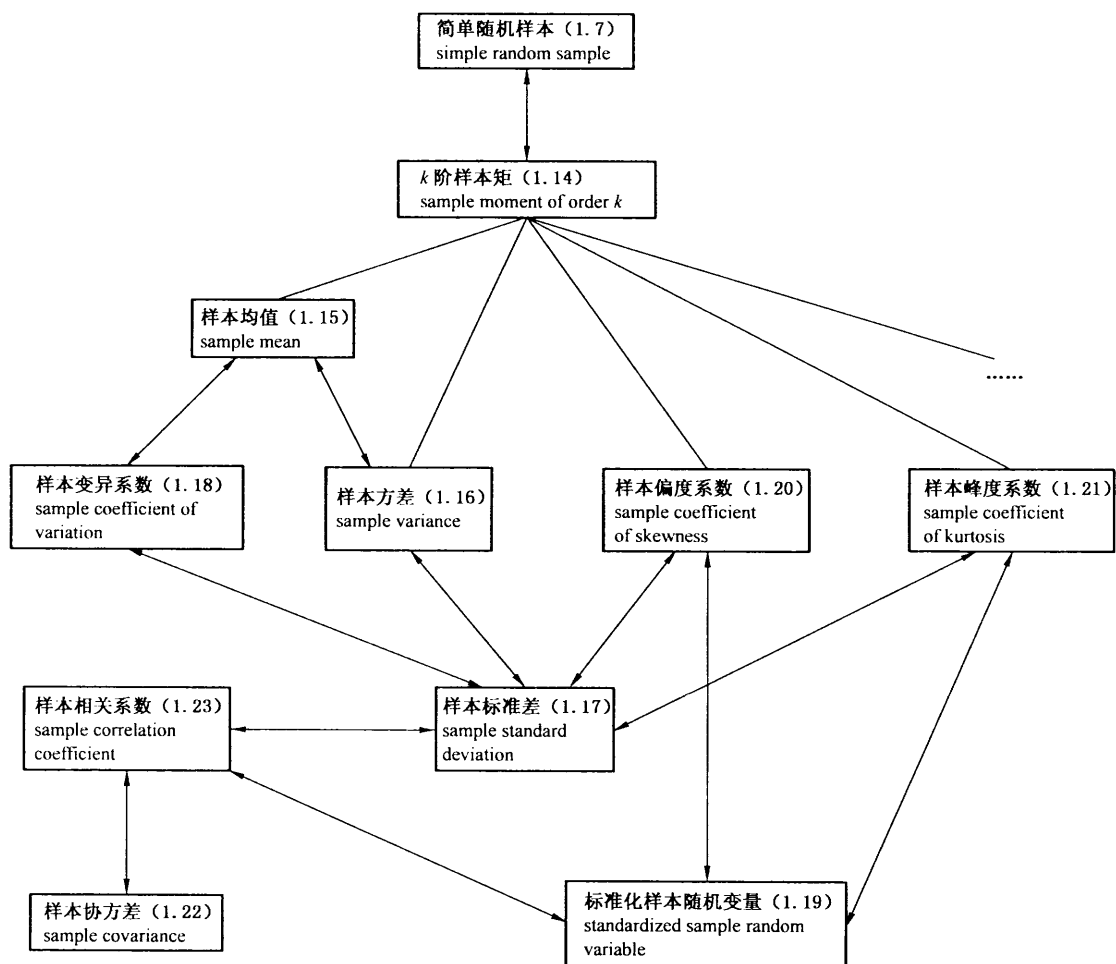 简单随机样本（1.7）
simple random sample
k 阶样本矩（1.14）
sample moment of order k
样本均值（1.15）
sample mean
……
样本变异系数（1.18）
sample coefficient of
variation
样本方差（1.16）
sample variance
样本偏度系数（1.20）
sample coefficient
of skewness
样本峰度系数（1.21）
sample coefficient
of kurtosis
样本相关系数（1.23）
sample correlation
coefficient
样本标准差（1.17）
sample standard
deviation
样本协方差（1.22）
sample covariance
标准化样本随机变量（1.19）
standardized sample random
variable